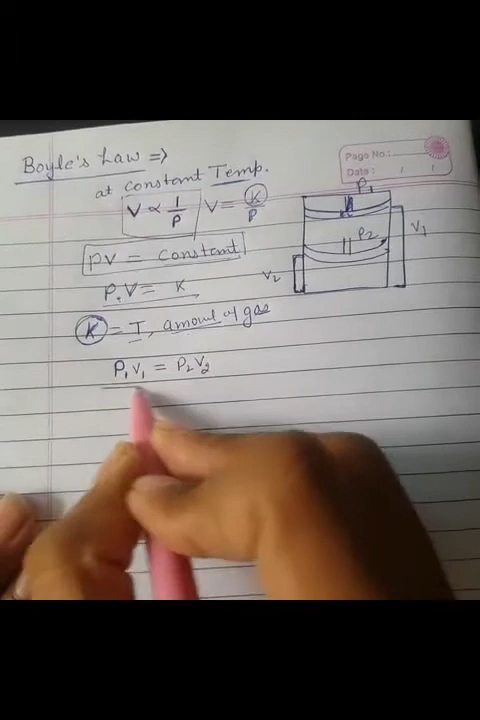 Boyle's Law ⇒
Page No.:
Date : / /
at constant Temp.
V ∝ 1/P V = K/P
PV = constant
P.V = K
K = T, amount of gas
P₁V₁ = P₂V₂
P₁
P₂
V₁
V₂